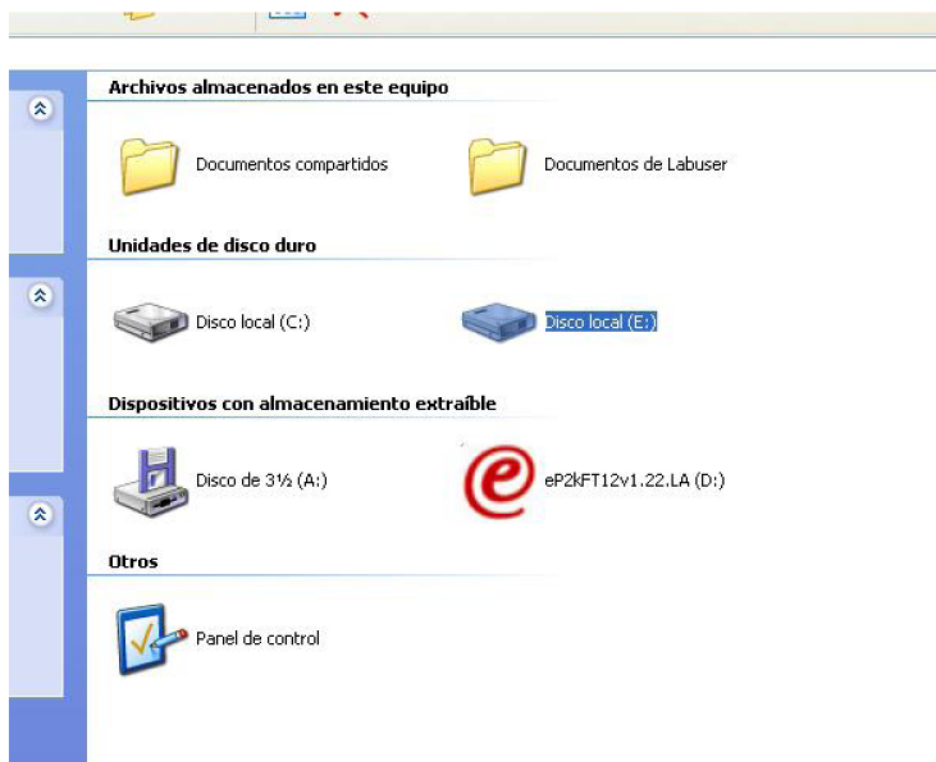 Archivos almacenados en este equipo
Documentos compartidos
Documentos de Labuser
Unidades de disco duro
Disco local (C:)
Disco local (E:)
Dispositivos con almacenamiento extraíble
Disco de 3½ (A:)
eP2kFT12v1.22.LA (D:)
Otros
Panel de control